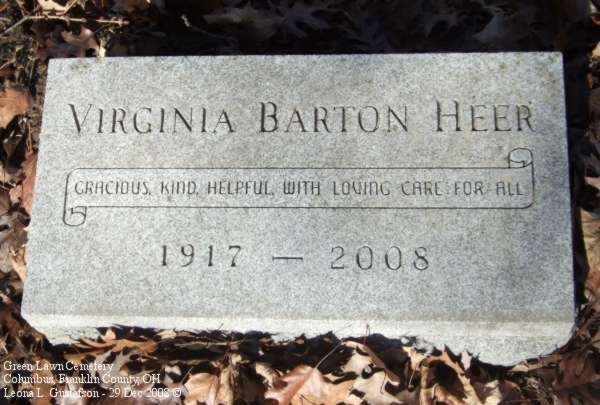 VIRGINIA BARTON HEER
GRACIOUS, KIND, HELPFUL, WITH LOVING CARE FOR ALL
1917 — 2008
Green Lawn Cemetery
Columbus, Franklin County, OH
Leona L. Gustafson - 29 Dec 2008 ©